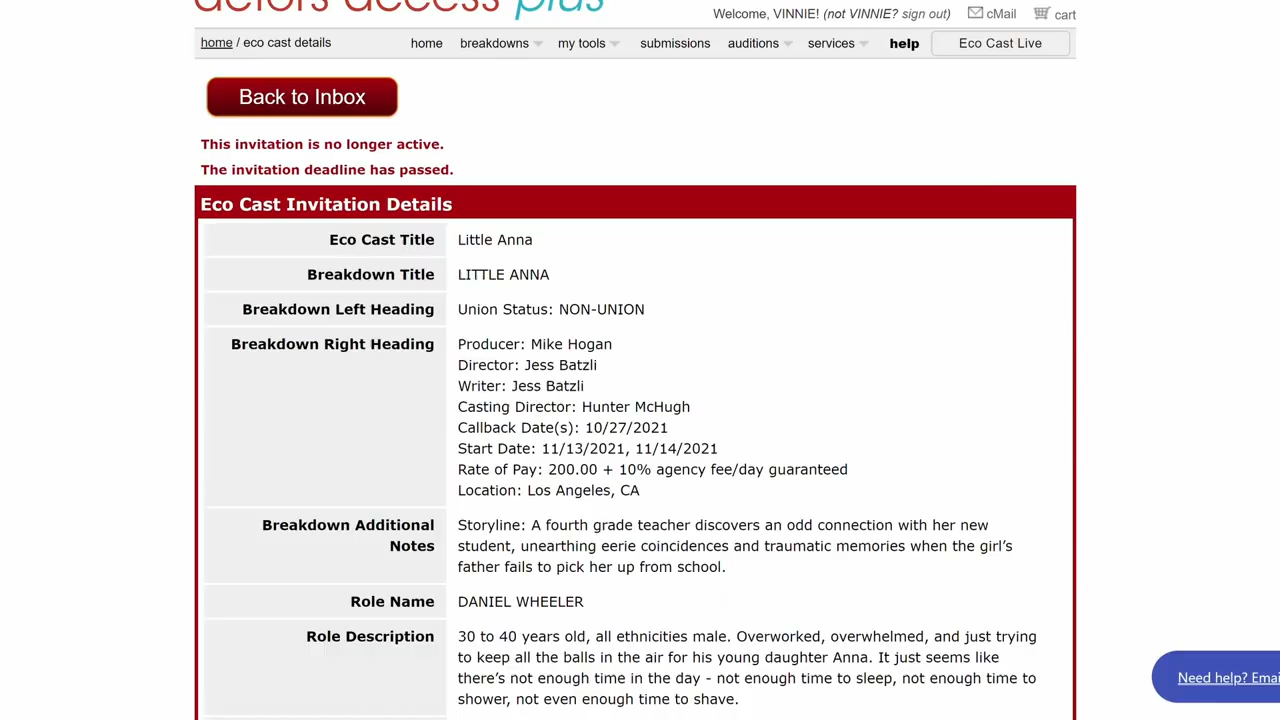 actors access plus
Welcome, VINNIE! (not VINNIE? sign out) cMail cart
home / eco cast details home breakdowns my tools submissions auditions services help Eco Cast Live
Back to Inbox
This invitation is no longer active.
The invitation deadline has passed.
Eco Cast Invitation Details
Eco Cast Title Little Anna
Breakdown Title LITTLE ANNA
Breakdown Left Heading Union Status: NON-UNION
Breakdown Right Heading Producer: Mike Hogan
Director: Jess Batzli
Writer: Jess Batzli
Casting Director: Hunter McHugh
Callback Date(s): 10/27/2021
Start Date: 11/13/2021, 11/14/2021
Rate of Pay: 200.00 + 10% agency fee/day guaranteed
Location: Los Angeles, CA
Breakdown Additional Storyline: A fourth grade teacher discovers an odd connection with her new
Notes student, unearthing eerie coincidences and traumatic memories when the girl’s
father fails to pick her up from school.
Role Name DANIEL WHEELER
Role Description 30 to 40 years old, all ethnicities male. Overworked, overwhelmed, and just trying
to keep all the balls in the air for his young daughter Anna. It just seems like
there’s not enough time in the day - not enough time to sleep, not enough time to
shower, not even enough time to shave.
Need help? Emai